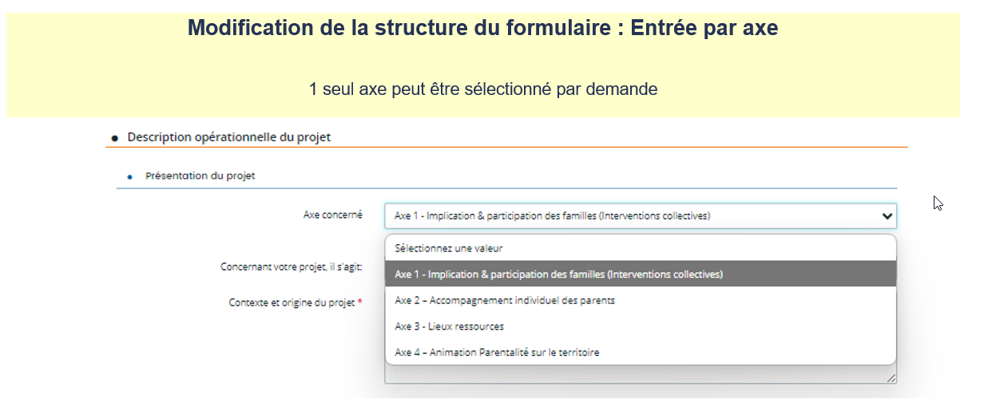 Modification de la structure du formulaire : Entrée par axe
1 seul axe peut être sélectionné par demande
Description opérationnelle du projet
Présentation du projet
Axe concerné
Axe 1 - Implication & participation des familles (Interventions collectives)
Sélectionnez une valeur
Concernant votre projet, il s'agit:
Axe 1 - Implication & participation des familles (Interventions collectives)
Contexte et origine du projet *
Axe 2 – Accompagnement individuel des parents
Axe 3 - Lieux ressources
Axe 4 – Animation Parentalité sur le territoire